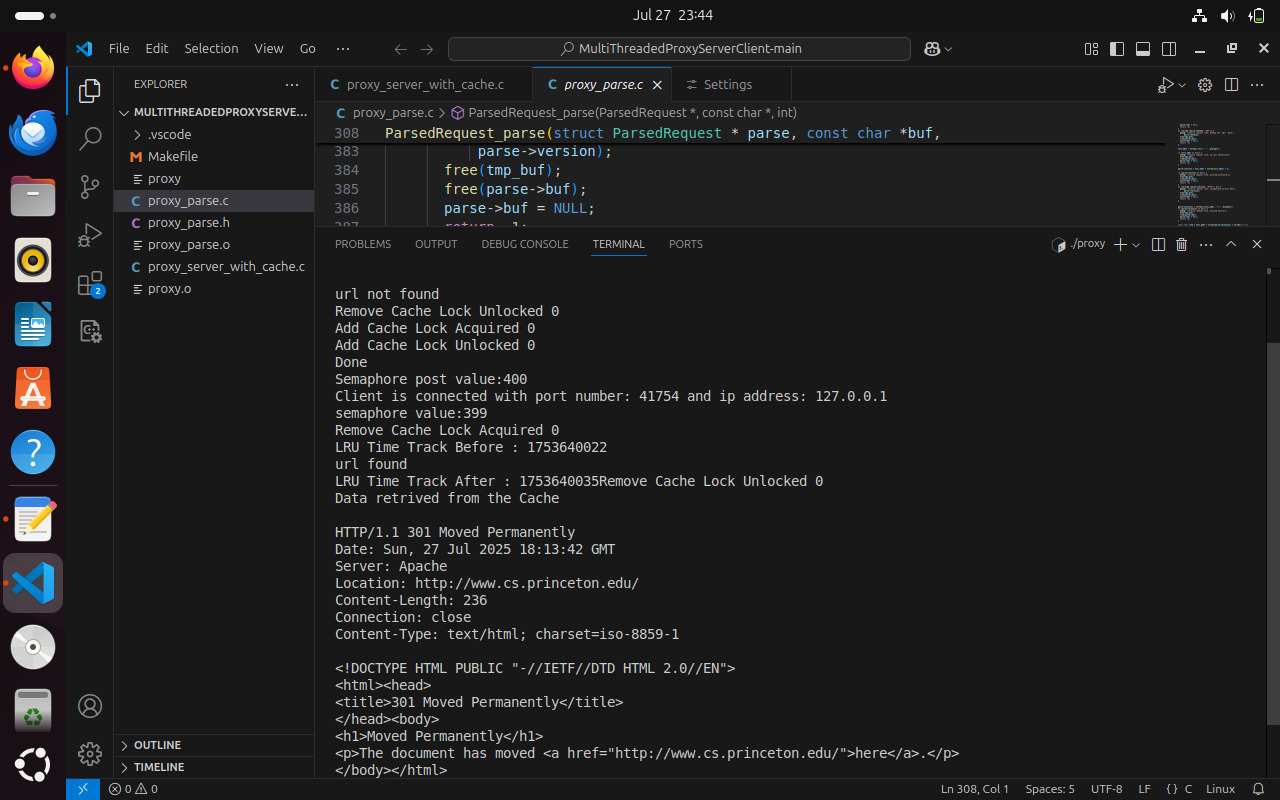 Jul 27 23:44
File Edit Selection View Go ···
MultiThreadedProxyServerClient-main
EXPLORER ···
MULTITHREADEDPROXYSERVE...
.vscode
M Makefile
proxy
C proxy_parse.c
C proxy_parse.h
proxy_parse.o
C proxy_server_with_cache.c
proxy.o
OUTLINE
TIMELINE
2
C proxy_server_with_cache.c C proxy_parse.c Settings
C proxy_parse.c > ParsedRequest_parse(ParsedRequest *, const char *, int)
308 ParsedRequest_parse(struct ParsedRequest * parse, const char *buf,
383 parse->version);
384 free(tmp_buf);
385 free(parse->buf);
386 parse->buf = NULL;
387 return -1;
PROBLEMS OUTPUT DEBUG CONSOLE TERMINAL PORTS ./proxy
url not found
Remove Cache Lock Unlocked 0
Add Cache Lock Acquired 0
Add Cache Lock Unlocked 0
Done
Semaphore post value:400
Client is connected with port number: 41754 and ip address: 127.0.0.1
semaphore value:399
Remove Cache Lock Acquired 0
LRU Time Track Before : 1753640022
url found
LRU Time Track After : 1753640035Remove Cache Lock Unlocked 0
Data retrived from the Cache
HTTP/1.1 301 Moved Permanently
Date: Sun, 27 Jul 2025 18:13:42 GMT
Server: Apache
Location: http://www.cs.princeton.edu/
Content-Length: 236
Connection: close
Content-Type: text/html; charset=iso-8859-1
<!DOCTYPE HTML PUBLIC "-//IETF//DTD HTML 2.0//EN">
<html><head>
<title>301 Moved Permanently</title>
</head><body>
<h1>Moved Permanently</h1>
<p>The document has moved <a href="http://www.cs.princeton.edu/">here</a>.</p>
</body></html>
0 0 Ln 308, Col 1 Spaces: 5 UTF-8 LF { } C Linux